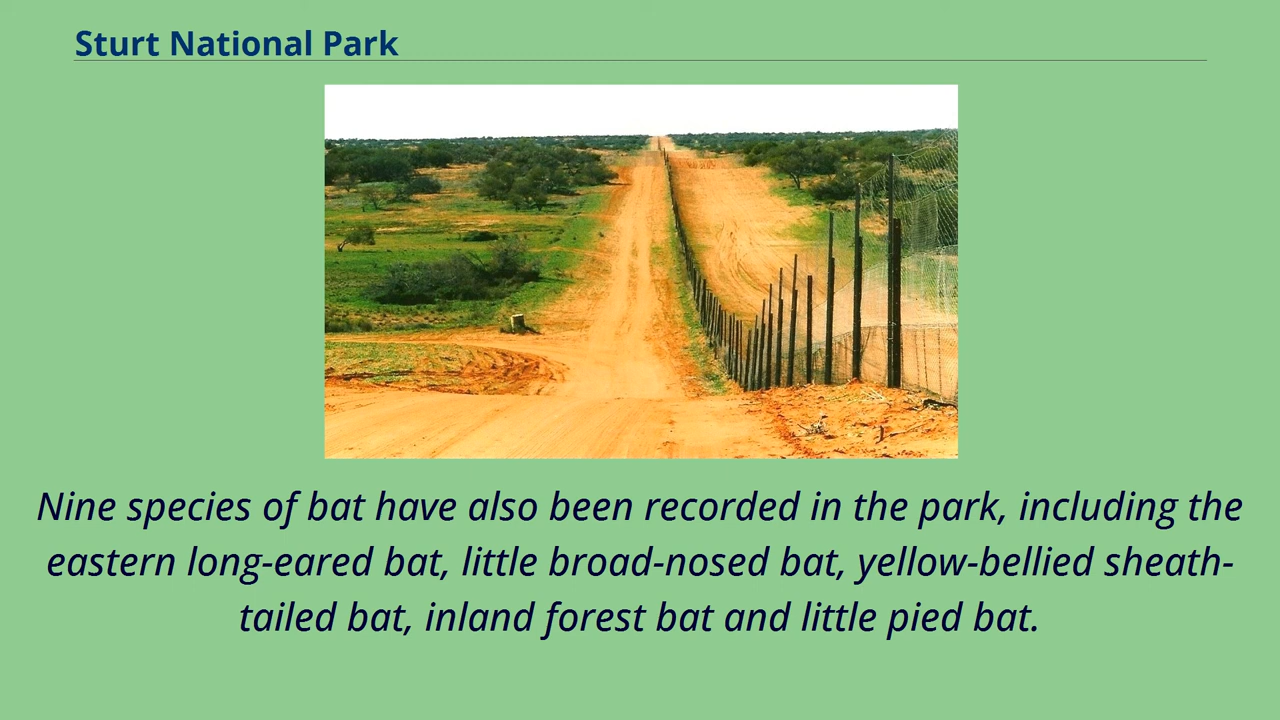 Sturt National Park
Nine species of bat have also been recorded in the park, including the
eastern long-eared bat, little broad-nosed bat, yellow-bellied sheath-
tailed bat, inland forest bat and little pied bat.